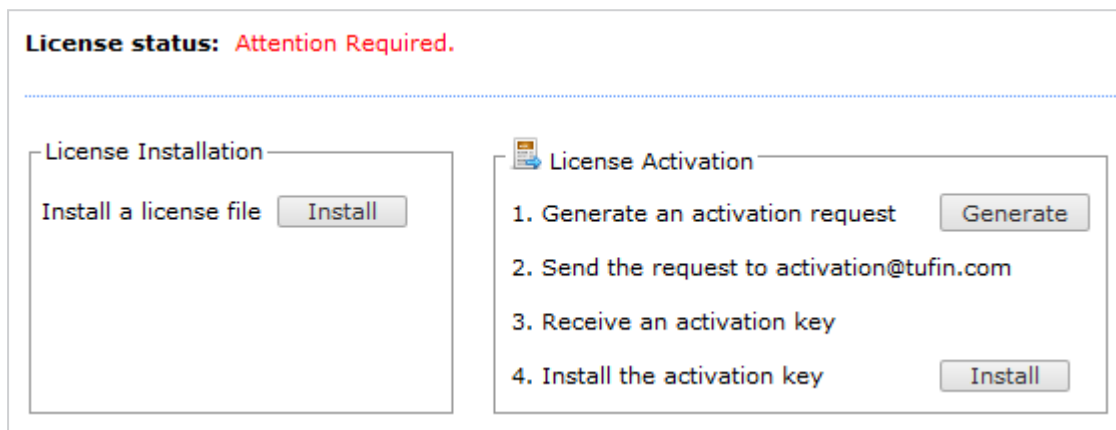 License status: Attention Required.
License Installation
Install a license file Install
License Activation
1. Generate an activation request Generate
2. Send the request to activation@tufin.com
3. Receive an activation key
4. Install the activation key Install